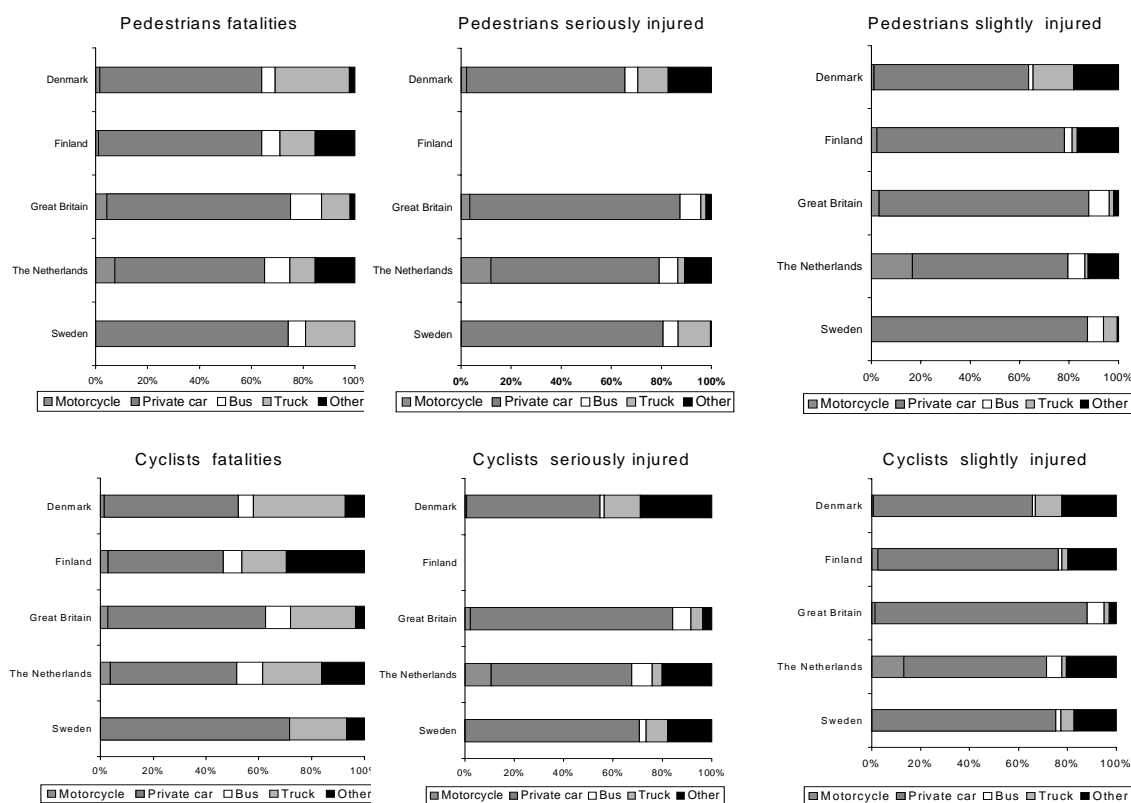 Pedestrians fatalities
Denmark
Finland
Great Britain
The Netherlands
Sweden
0% 20% 40% 60% 80% 100%
Motorcycle Private car Bus Truck Other
Pedestrians seriously injured
Denmark
Finland
Great Britain
The Netherlands
Sweden
0% 20% 40% 60% 80% 100%
Motorcycle Private car Bus Truck Other
Pedestrians slightly injured
Denmark
Finland
Great Britain
The Netherlands
Sweden
0% 20% 40% 60% 80% 100%
Motorcycle Private car Bus Truck Other
Cyclists fatalities
Denmark
Finland
Great Britain
The Netherlands
Sweden
0% 20% 40% 60% 80% 100%
Motorcycle Private car Bus Truck Other
Cyclists seriously injured
Denmark
Finland
Great Britain
The Netherlands
Sweden
0% 20% 40% 60% 80% 100%
Motorcycle Private car Bus Truck Other
Cyclists slightly injured
Denmark
Finland
Great Britain
The Netherlands
Sweden
0% 20% 40% 60% 80% 100%
Motorcycle Private car Bus Truck Other